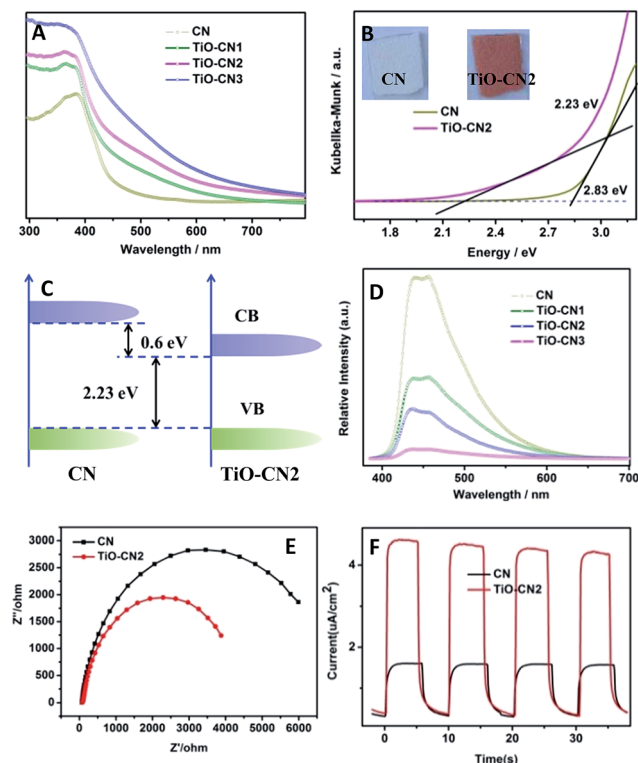 A
CN
TiO-CN1
TiO-CN2
TiO-CN3
300 400 500 600 700
Wavelength / nm
B
CN
TiO-CN2
Kubellka-Munk / a.u.
CN
TiO-CN2
2.23 eV
2.83 eV
1.8 2.1 2.4 2.7 3.0
Energy / eV
C
CB
0.6 eV
2.23 eV
VB
CN
TiO-CN2
D
CN
TiO-CN1
TiO-CN2
TiO-CN3
Relative Intensity (a.u.)
400 500 600 700
Wavelength / nm
E
CN
TiO-CN2
Z''/ohm
3000
2500
2000
1500
1000
500
0
0 1000 2000 3000 4000 5000 6000
Z'/ohm
F
CN
TiO-CN2
Current(uA/cm2)
4
2
0 10 20 30
Time(s)